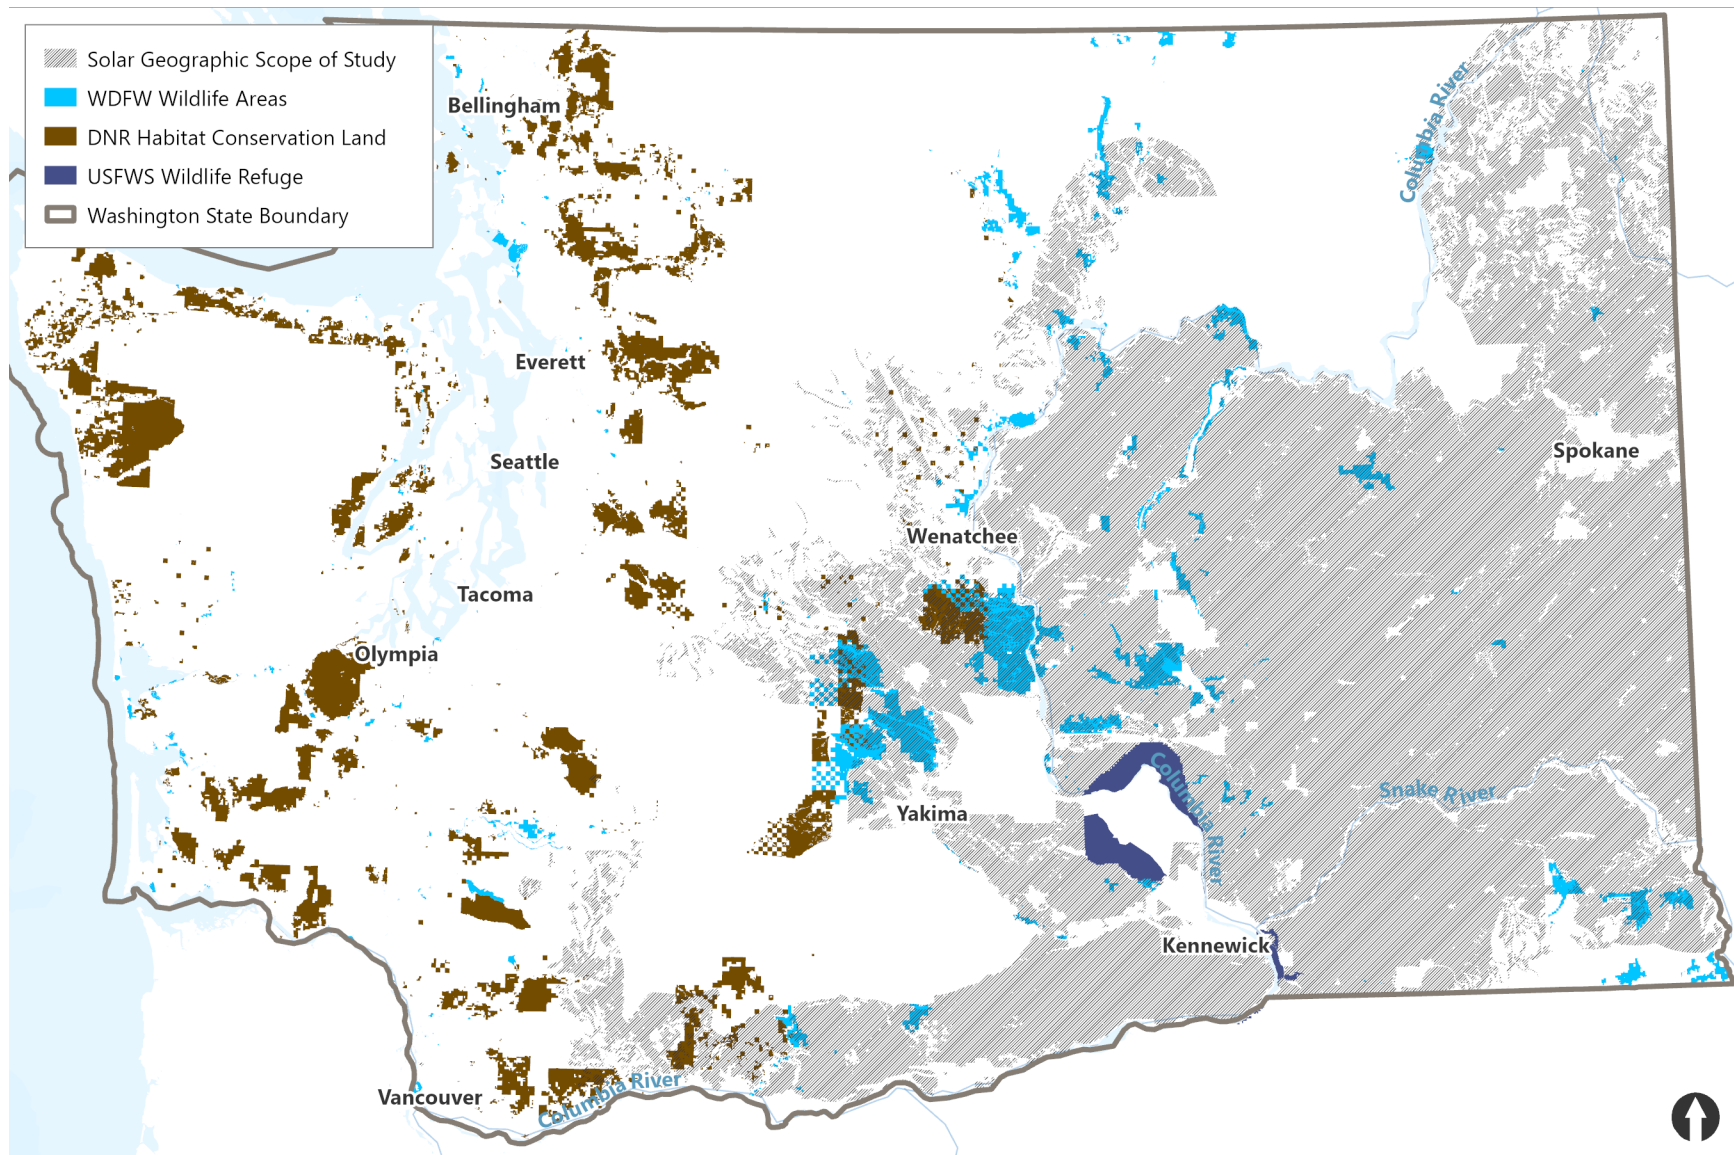 Solar Geographic Scope of Study
WDFW Wildlife Areas
DNR Habitat Conservation Land
USFWS Wildlife Refuge
Washington State Boundary
Bellingham
Columbia River
Everett
Seattle
Spokane
Wenatchee
Tacoma
Olympia
Columbia River
Snake River
Yakima
Kennewick
Vancouver
Columbia River